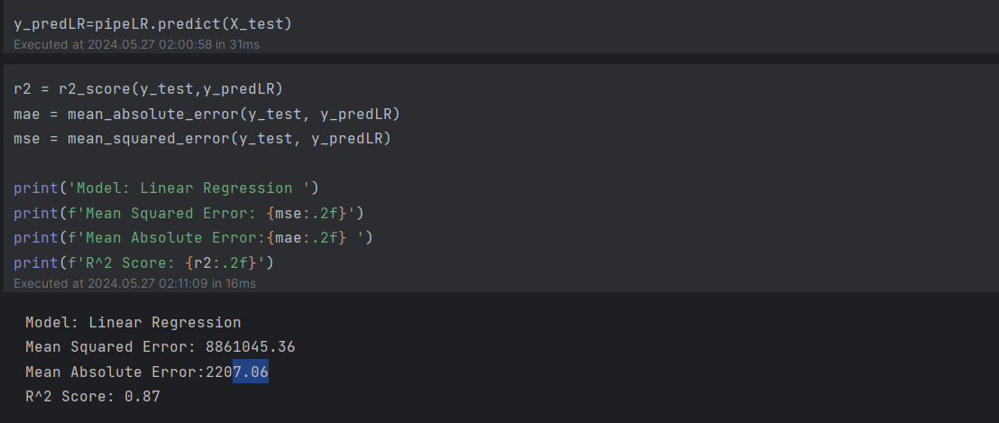 y_predLR=pipeLR.predict(X_test)
Executed at 2024.05.27 02:00:58 in 31ms
r2 = r2_score(y_test,y_predLR)
mae = mean_absolute_error(y_test, y_predLR)
mse = mean_squared_error(y_test, y_predLR)
print('Model: Linear Regression ')
print(f'Mean Squared Error: {mse:.2f}')
print(f'Mean Absolute Error:{mae:.2f} ')
print(f'R^2 Score: {r2:.2f}')
Executed at 2024.05.27 02:11:09 in 16ms
Model: Linear Regression
Mean Squared Error: 8861045.36
Mean Absolute Error:2207.06
R^2 Score: 0.87